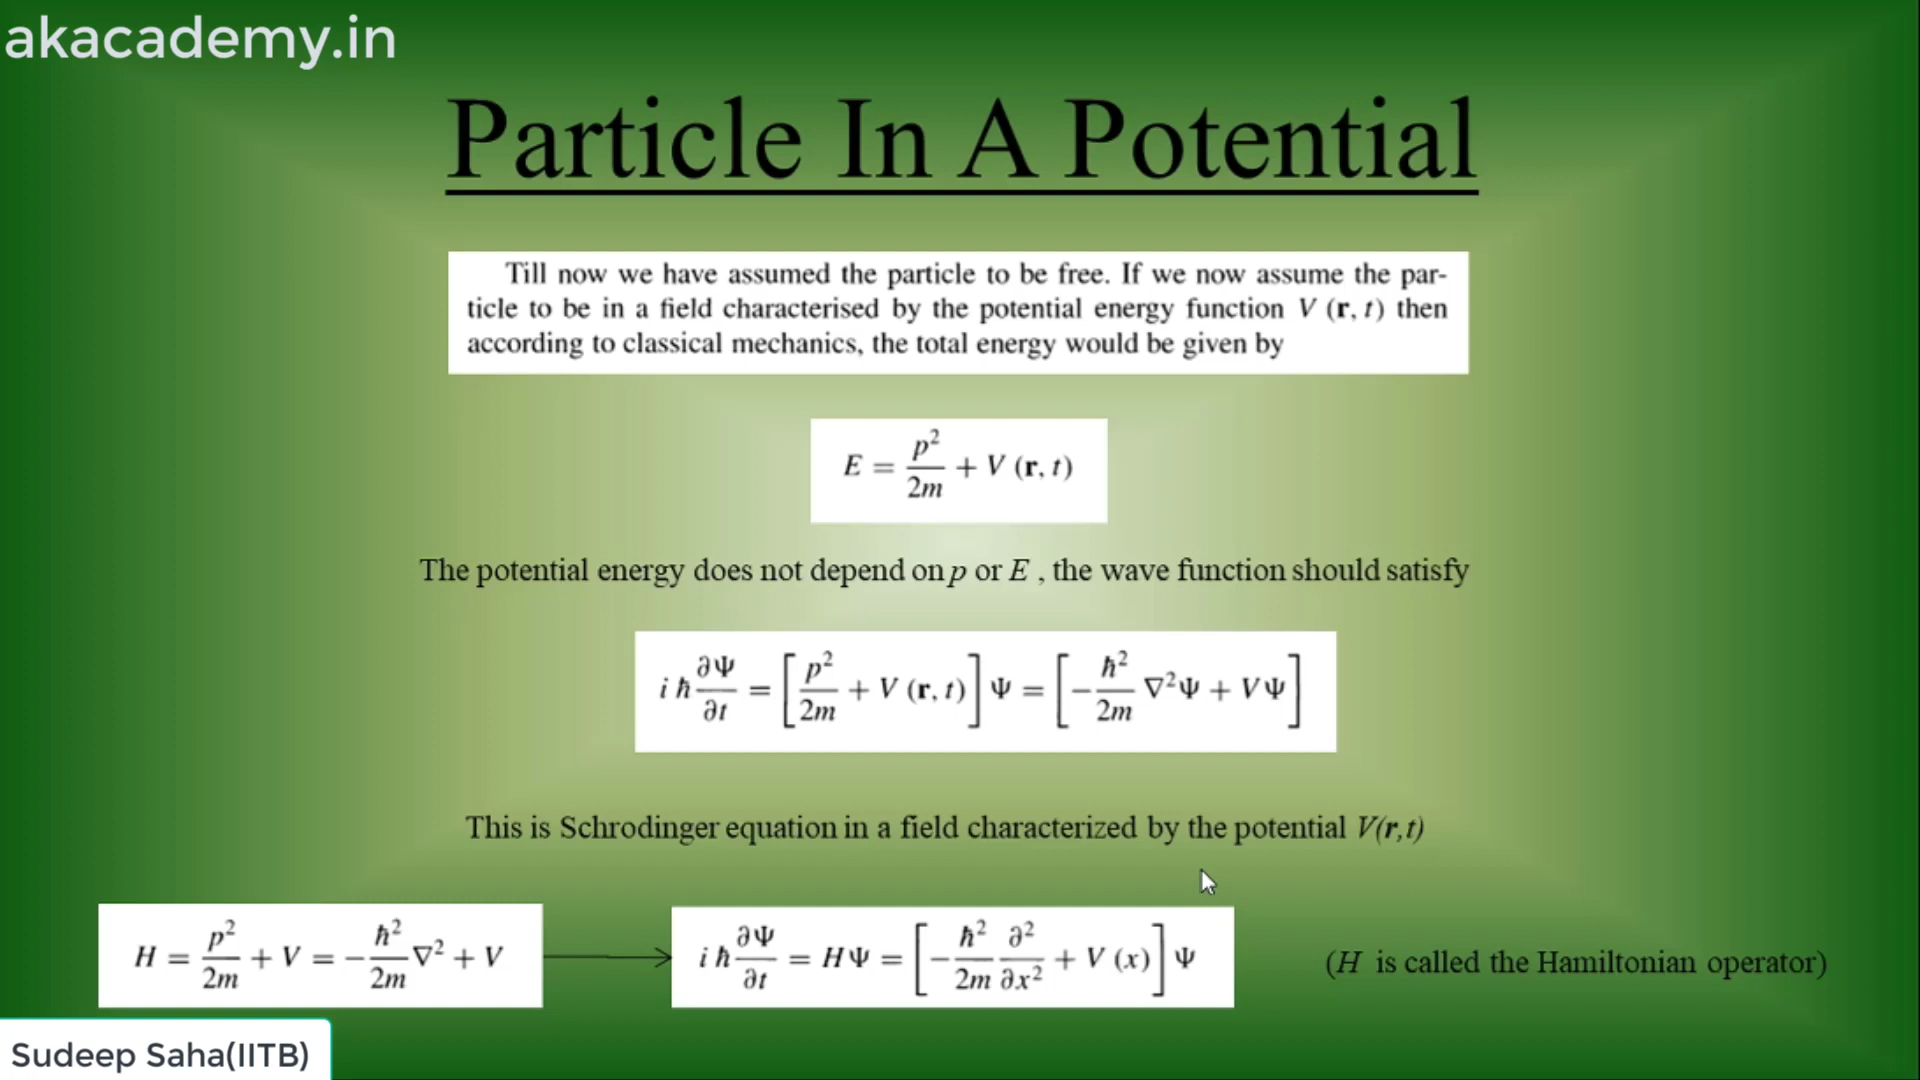 akacademy.in
Particle In A Potential
Till now we have assumed the particle to be free. If we now assume the par-
ticle to be in a field characterised by the potential energy function V (r, t) then
according to classical mechanics, the total energy would be given by
E = p²/2m + V (r, t)
The potential energy does not depend on p or E , the wave function should satisfy
i ħ ∂Ψ/∂t = [p²/2m + V (r, t)] Ψ = [−ħ²/2m ∇²Ψ + VΨ]
This is Schrodinger equation in a field characterized by the potential V(r,t)
H = p²/2m + V = −ħ²/2m ∇² + V → i ħ ∂Ψ/∂t = HΨ = [−ħ²/2m ∂²/∂x² + V (x)] Ψ (H is called the Hamiltonian operator)
Sudeep Saha(IITB)